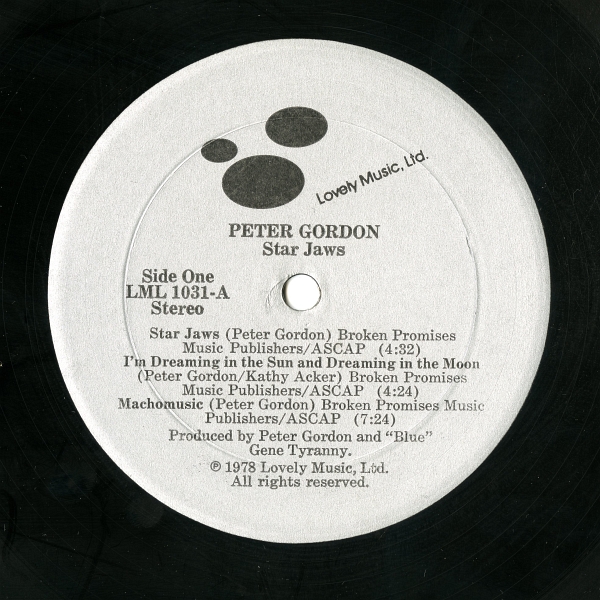 Lovely Music, Ltd.
PETER GORDON
Star Jaws
Side One
LML 1031-A
Stereo
Star Jaws (Peter Gordon) Broken Promises
Music Publishers/ASCAP (4:32)
I'm Dreaming in the Sun and Dreaming in the Moon
(Peter Gordon/Kathy Acker) Broken Promises
Music Publishers/ASCAP (4:24)
Machomusic (Peter Gordon) Broken Promises Music
Publishers/ASCAP (7:24)
Produced by Peter Gordon and "Blue"
Gene Tyranny.
℗ 1978 Lovely Music, Ltd.
All rights reserved.